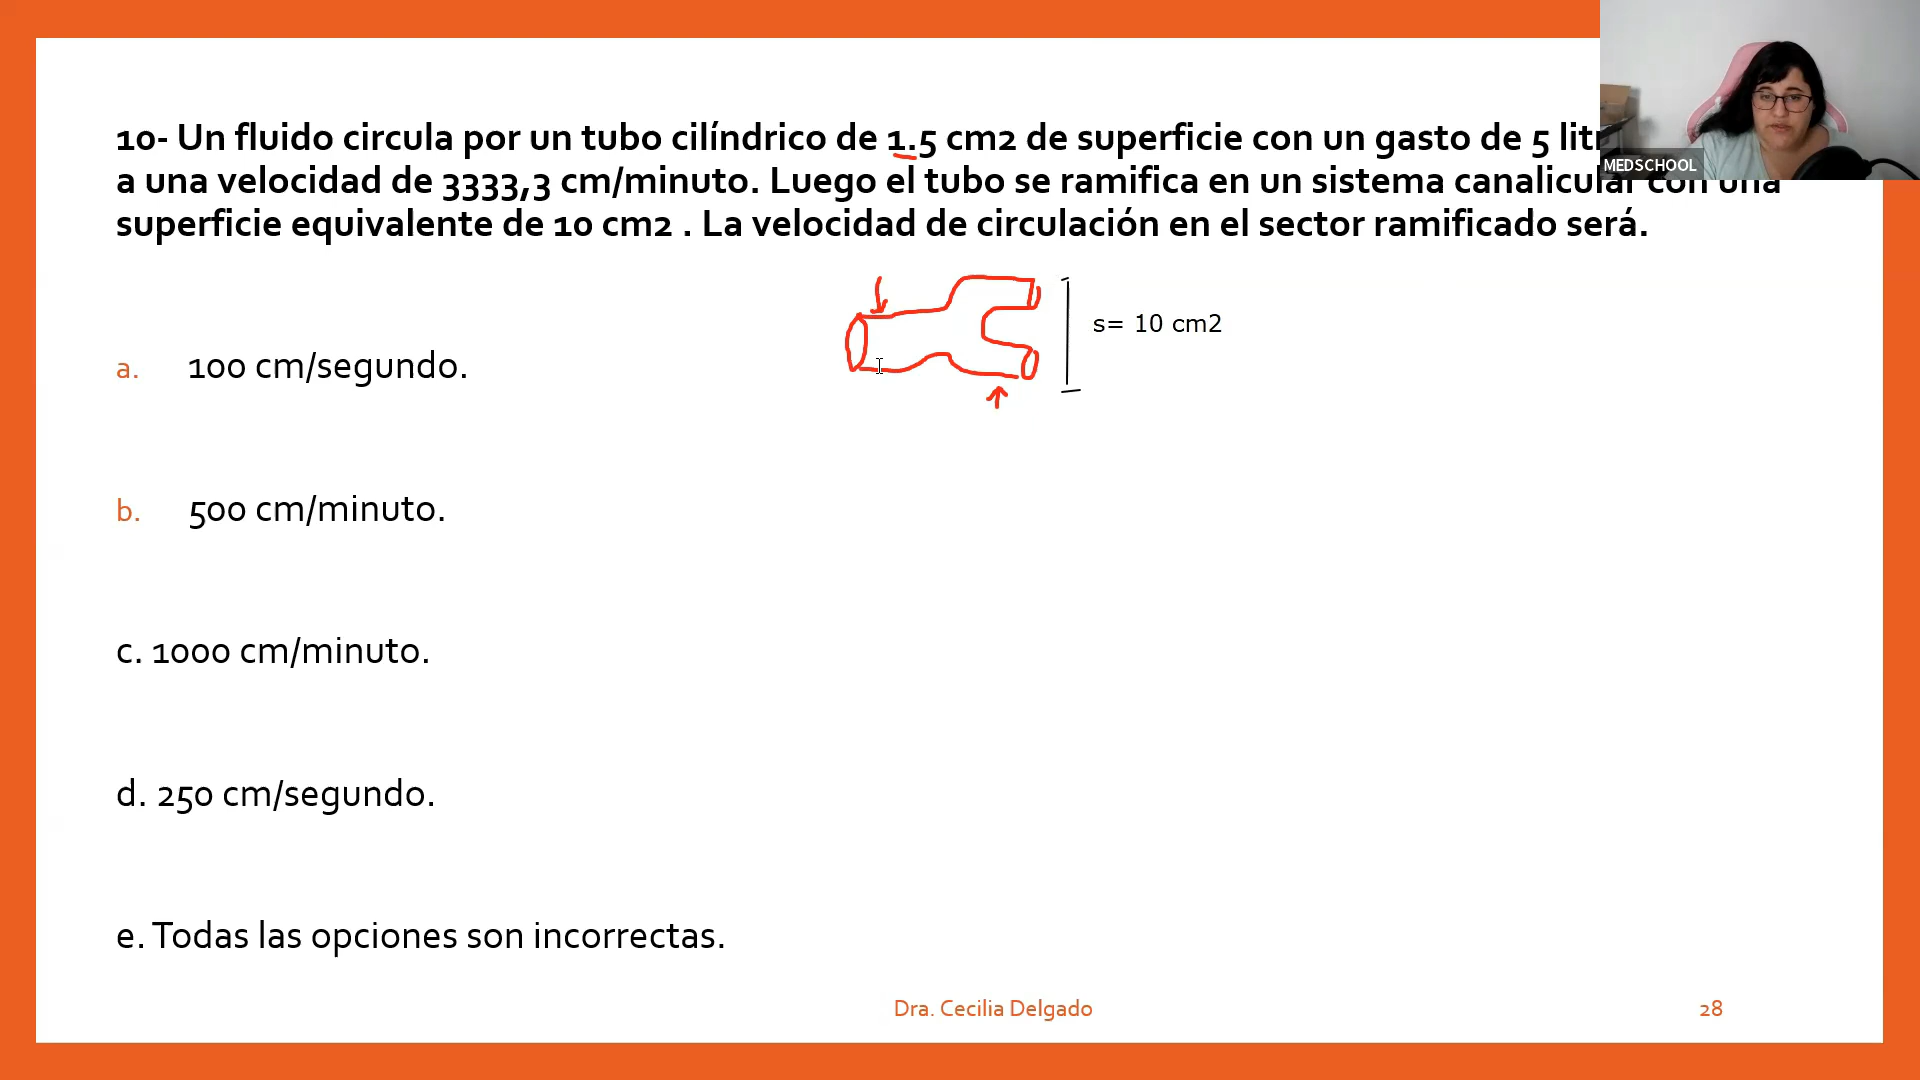 10- Un fluido circula por un tubo cilíndrico de 1.5 cm2 de superficie con un gasto de 5
a una velocidad de 3333,3 cm/minuto. Luego el tubo se ramifica en un sistema canalicular con una
superficie equivalente de 10 cm2 . La velocidad de circulación en el sector ramificado será.
MEDSCHOOL
s= 10 cm2
a. 100 cm/segundo.
b. 500 cm/minuto.
c. 1000 cm/minuto.
d. 250 cm/segundo.
e. Todas las opciones son incorrectas.
Dra. Cecilia Delgado
28